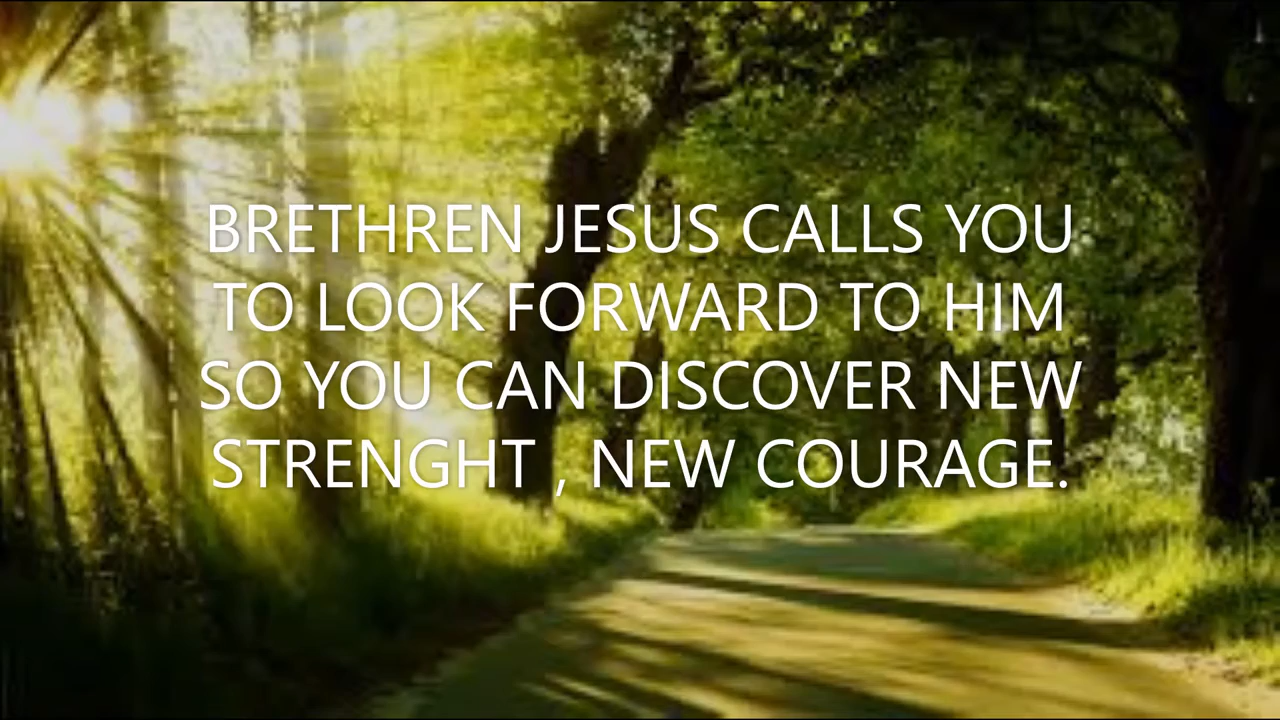 BRETHREN JESUS CALLS YOU
TO LOOK FORWARD TO HIM
SO YOU CAN DISCOVER NEW
STRENGHT , NEW COURAGE.